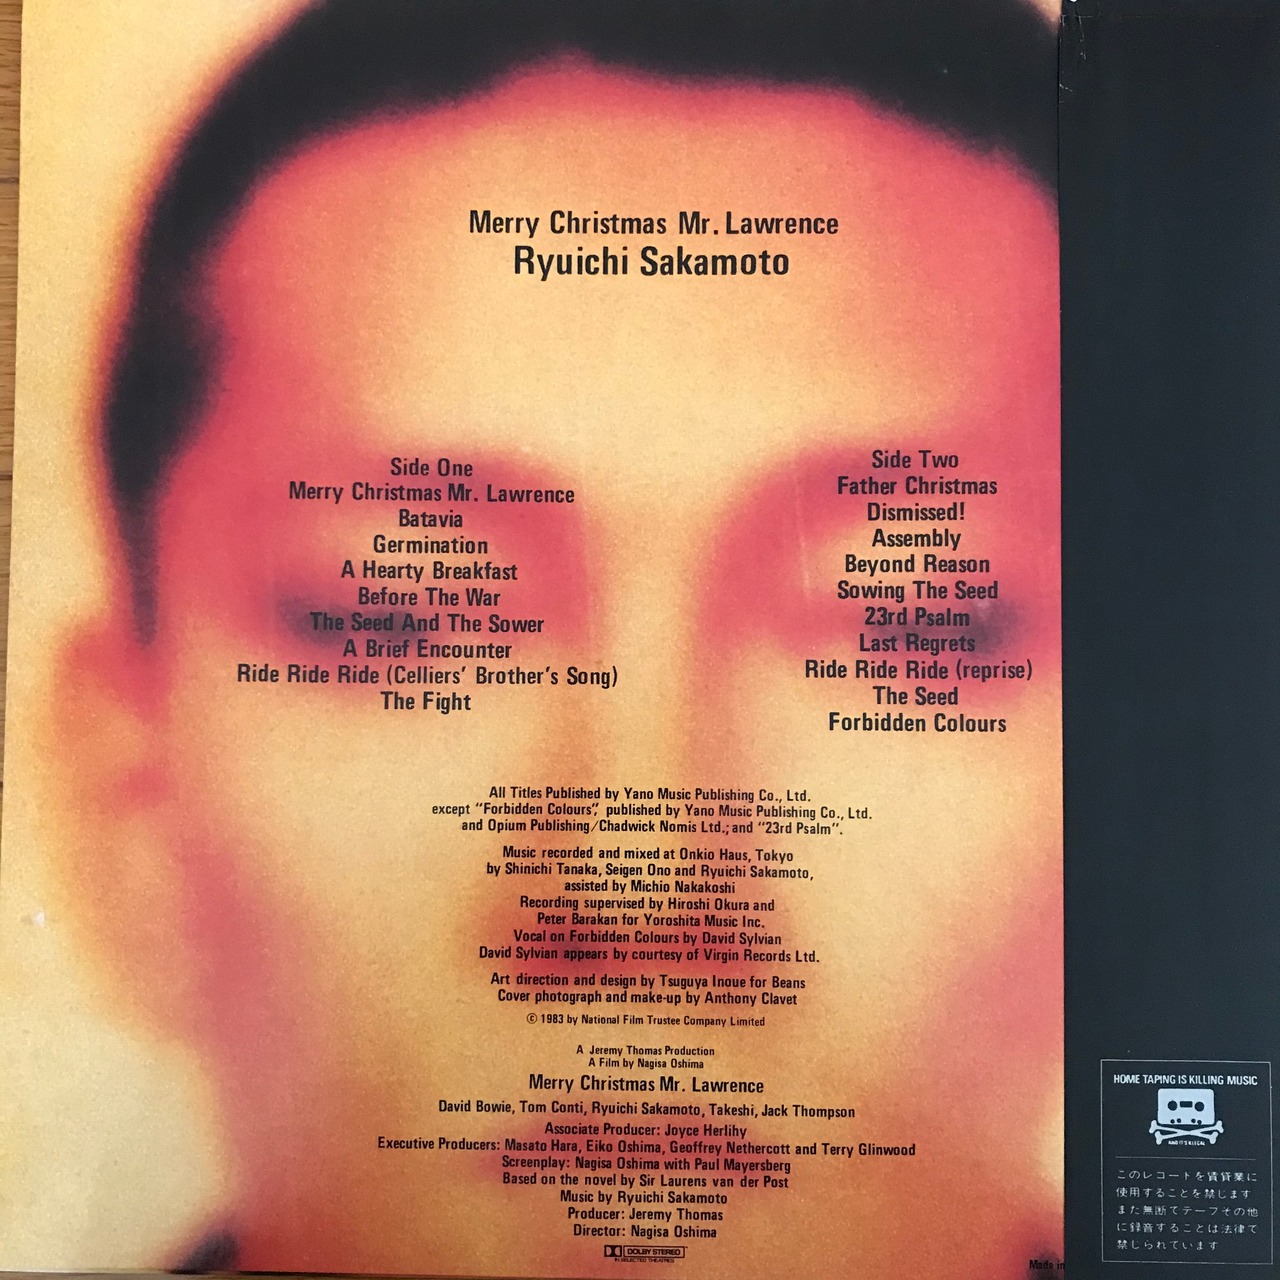 Merry Christmas Mr. Lawrence
Ryuichi Sakamoto
Side One
Merry Christmas Mr. Lawrence
Batavia
Germination
A Hearty Breakfast
Before The War
The Seed And The Sower
A Brief Encounter
Ride Ride Ride (Celliers' Brother's Song)
The Fight
Side Two
Father Christmas
Dismissed!
Assembly
Beyond Reason
Sowing The Seed
23rd Psalm
Last Regrets
Ride Ride Ride (reprise)
The Seed
Forbidden Colours
All Titles Published by Yano Music Publishing Co., Ltd.
except "Forbidden Colours", published by Yano Music Publishing Co., Ltd.
and Opium Publishing/Chadwick Nomis Ltd.; and "23rd Psalm".
Music recorded and mixed at Onkio Haus, Tokyo
by Shinichi Tanaka, Seigen Ono and Ryuichi Sakamoto,
assisted by Michio Nakakoshi
Recording supervised by Hiroshi Okura and
Peter Barakan for Yoroshita Music Inc.
Vocal on Forbidden Colours by David Sylvian
David Sylvian appears by courtesy of Virgin Records Ltd.
Art direction and design by Tsuguya Inoue for Beans
Cover photograph and make-up by Anthony Clavet
© 1983 by National Film Trustee Company Limited
A Jeremy Thomas Production
A Film by Nagisa Oshima
Merry Christmas Mr. Lawrence
David Bowie, Tom Conti, Ryuichi Sakamoto, Takeshi, Jack Thompson
Associate Producer: Joyce Herlihy
Executive Producers: Masato Hara, Eiko Oshima, Geoffrey Nethercott and Terry Glinwood
Screenplay: Nagisa Oshima with Paul Mayersberg
Based on the novel by Sir Laurens van der Post
Music by Ryuichi Sakamoto
Producer: Jeremy Thomas
Director: Nagisa Oshima
DOLBY STEREO
IN SELECTED THEATRES
Made in
HOME TAPING IS KILLING MUSIC
AND IT'S ILLEGAL
このレコードを賃貸業に
使用することを禁じます
また無断でテープその他
に録音することは法律で
禁じられています